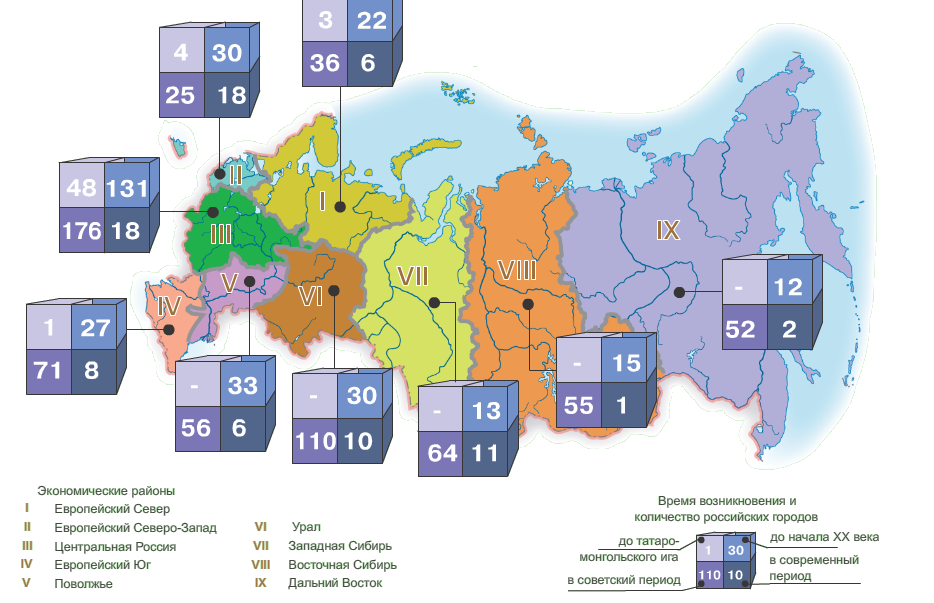 3 22
36 6
4 30
25 18
48 131
176 18
II
I
III
IX
V
VII
VIII
IV
VI
- 12
52 2
1 27
71 8
- 33
56 6
- 30
110 10
- 13
64 11
- 15
55 1
Экономические районы
I Европейский Север
II Европейский Северо-Запад
III Центральная Россия
IV Европейский Юг
V Поволжье
VI Урал
VII Западная Сибирь
VIII Восточная Сибирь
IX Дальний Восток
Время возникновения и
количество российских городов
до татаро-
монгольского ига
до начала XX века
в советский период
в современный
период
1 30
110 10